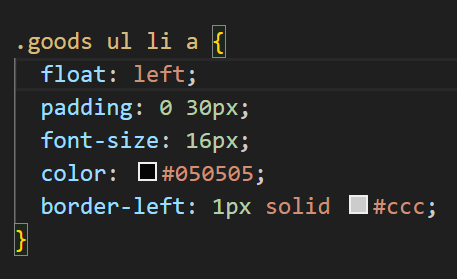 .goods ul li a {
float: left;
padding: 0 30px;
font-size: 16px;
color: #050505;
border-left: 1px solid #ccc;
}